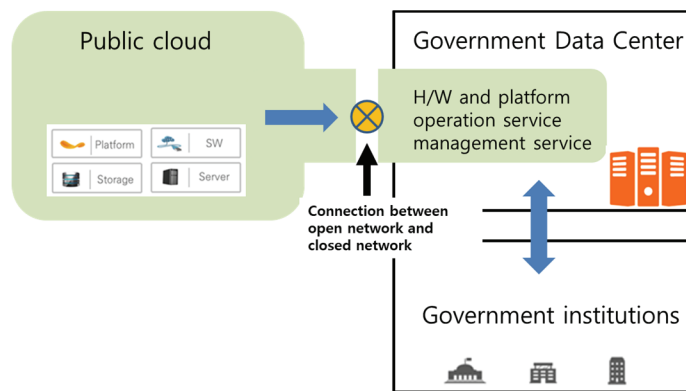 Public cloud
Platform
SW
Storage
Server
Government Data Center
H/W and platform
operation service
management service
Connection between
open network and
closed network
Government institutions